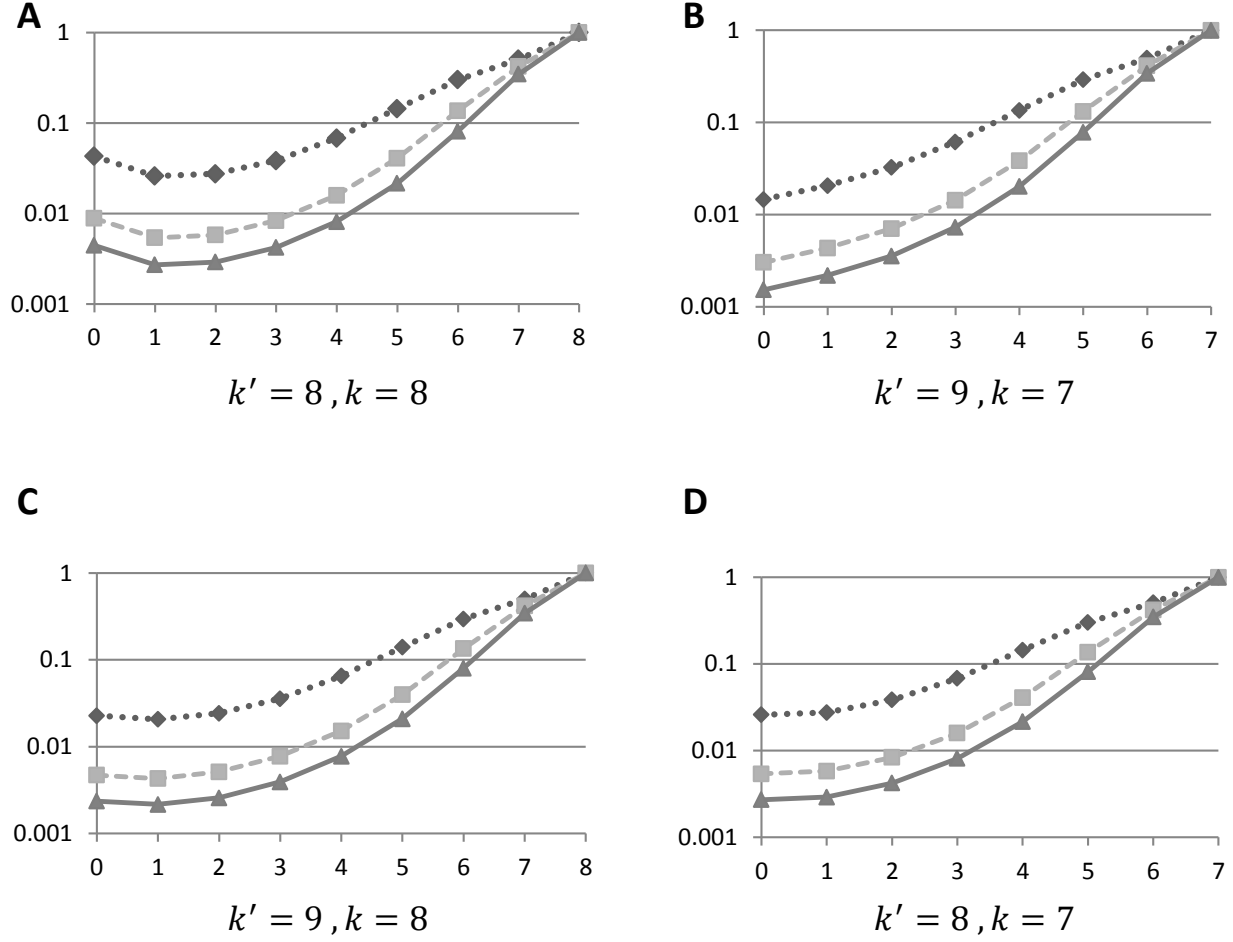 A
1
0.1
0.01
0.001
0 1 2 3 4 5 6 7 8
k′ = 8 , k = 8
B
1
0.1
0.01
0.001
0 1 2 3 4 5 6 7
k′ = 9 , k = 7
C
1
0.1
0.01
0.001
0 1 2 3 4 5 6 7 8
k′ = 9 , k = 8
D
1
0.1
0.01
0.001
0 1 2 3 4 5 6 7
k′ = 8 , k = 7